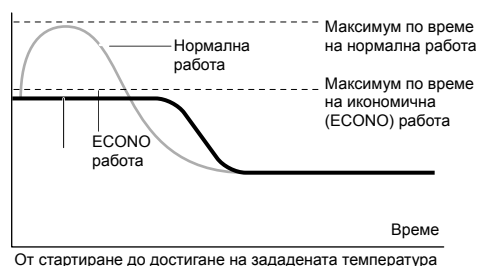 Максимум по време
на нормална работа
Нормална
работа
Максимум по време
на икономична
(ECONO) работа
ECONO
работа
Време
От стартиране до достигане на зададената температура